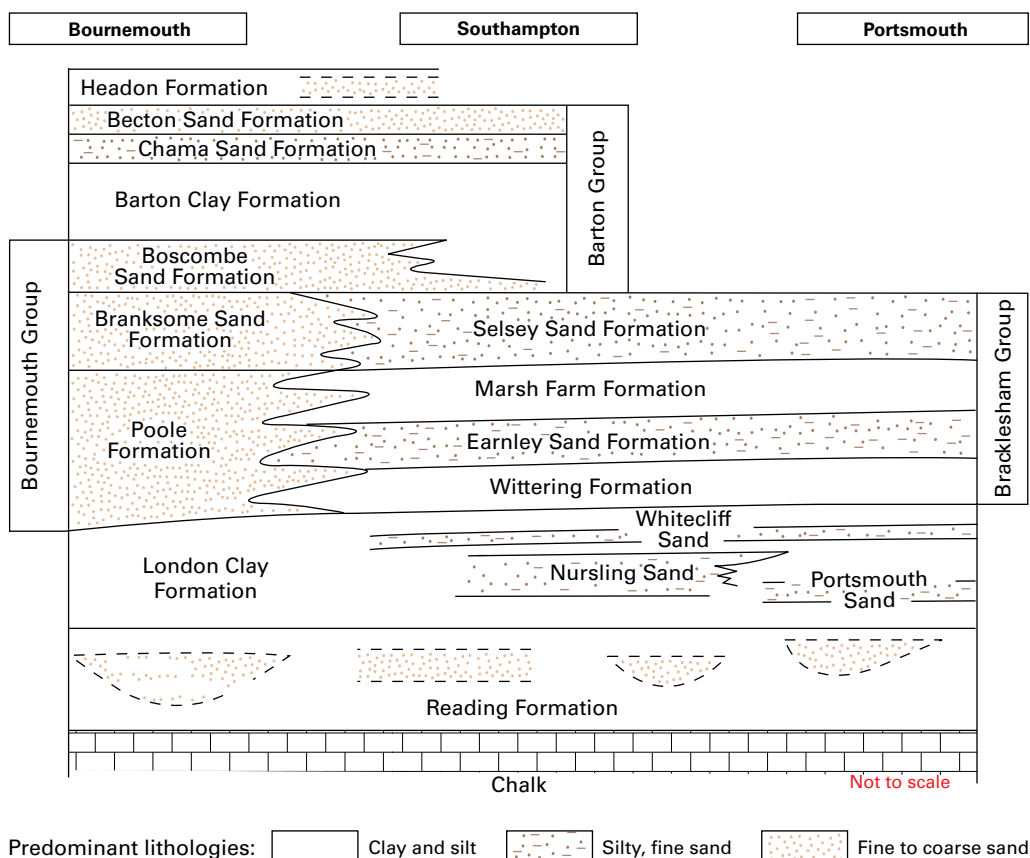 Bournemouth
Southampton
Portsmouth
Headon Formation
Becton Sand Formation
Chama Sand Formation
Barton Clay Formation
Barton Group
Boscombe
Sand Formation
Bournemouth Group
Branksome Sand
Formation
Selsey Sand Formation
Bracklesham Group
Marsh Farm Formation
Poole
Formation
Earnley Sand Formation
Wittering Formation
Whitecliff
Sand
London Clay
Formation
Nursling Sand
Portsmouth
Sand
Reading Formation
Chalk
Not to scale
Predominant lithologies:
Clay and silt
Silty, fine sand
Fine to coarse sand